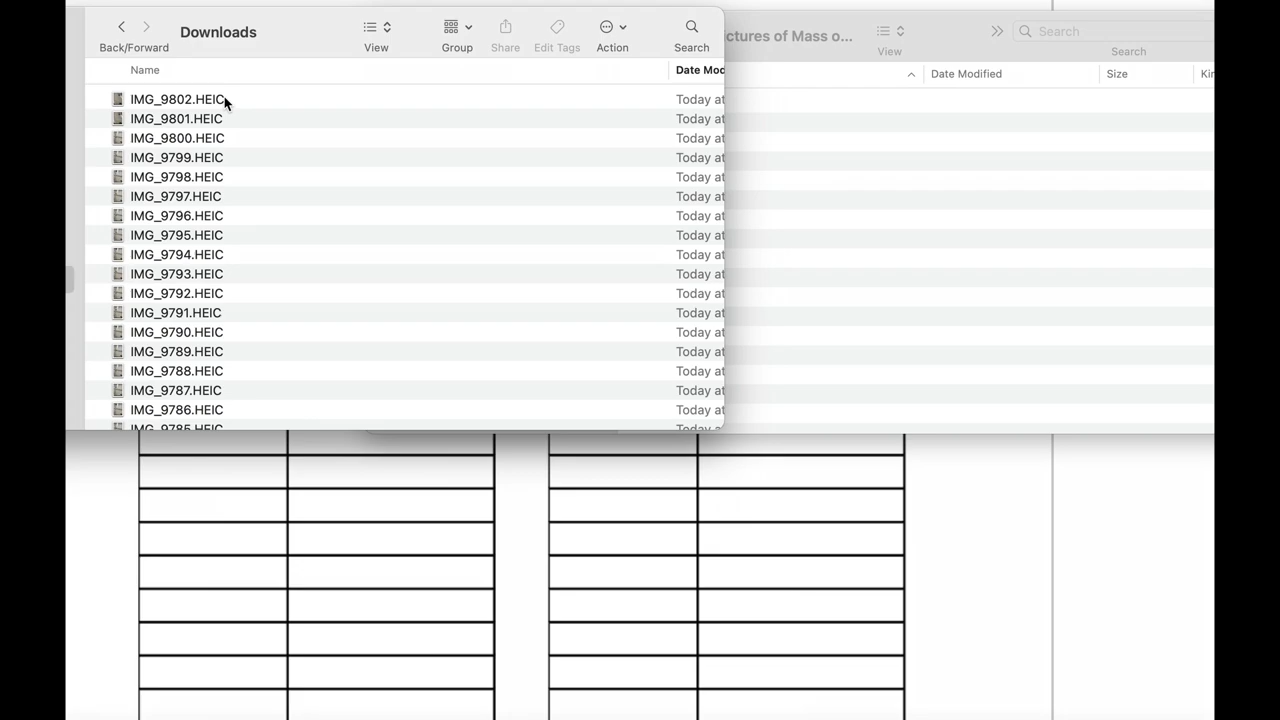 Downloads
Back/Forward
View
Group
Share
Edit Tags
Action
Search
ctures of Mass o...
View
Search
Search
Name
Date Mod
Date Modified
Size
Kin
IMG_9802.HEIC
Today at
IMG_9801.HEIC
Today at
IMG_9800.HEIC
Today at
IMG_9799.HEIC
Today at
IMG_9798.HEIC
Today at
IMG_9797.HEIC
Today at
IMG_9796.HEIC
Today at
IMG_9795.HEIC
Today at
IMG_9794.HEIC
Today at
IMG_9793.HEIC
Today at
IMG_9792.HEIC
Today at
IMG_9791.HEIC
Today at
IMG_9790.HEIC
Today at
IMG_9789.HEIC
Today at
IMG_9788.HEIC
Today at
IMG_9787.HEIC
Today at
IMG_9786.HEIC
Today at
IMG_9785.HEIC
Today at